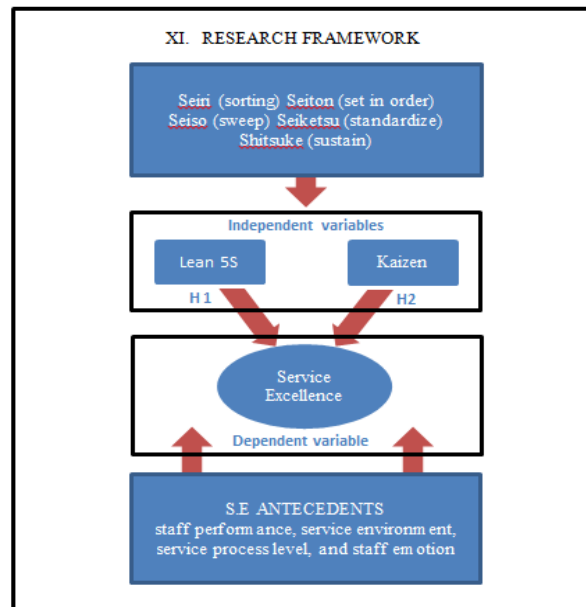 XI. RESEARCH FRAMEWORK
Seiri (sorting) Seiton (set in order)
Seiso (sweep) Seiketsu (standardize)
Shitsuke (sustain)
Independent variables
Lean 5S
Kaizen
H1
H2
Service
Excellence
Dependent variable
S.E ANTECEDENTS
staff performance, service environment,
service process level, and staff emotion